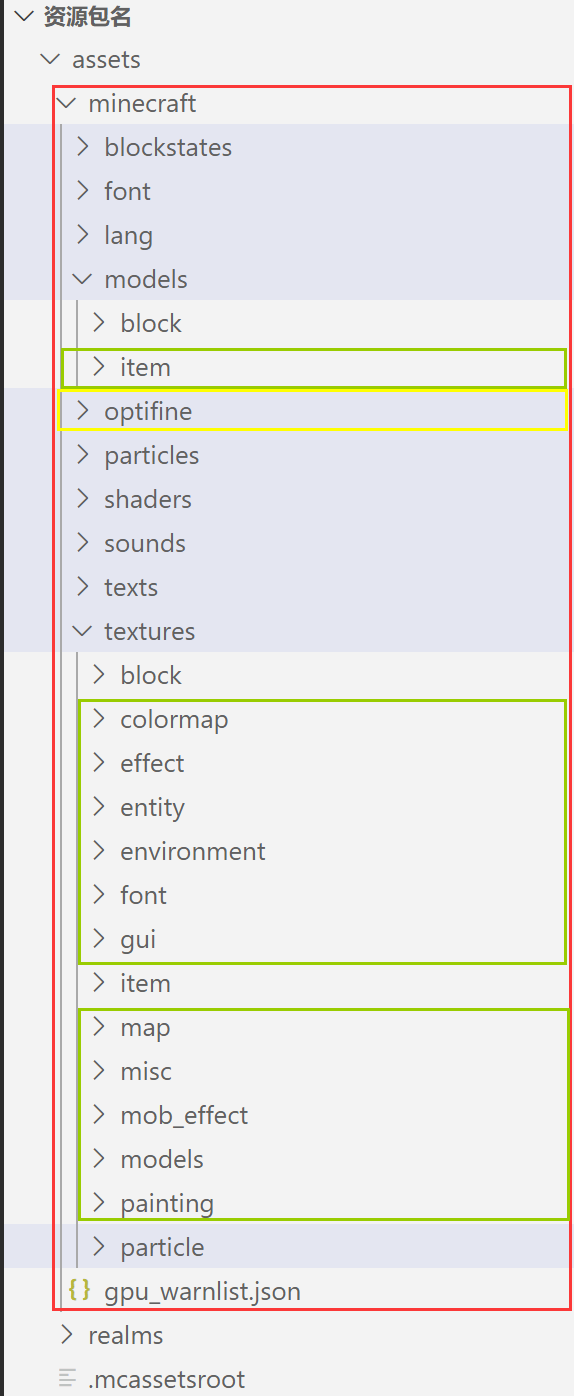 资源包名
assets
minecraft
blockstates
font
lang
models
block
item
optifine
particles
shaders
sounds
texts
textures
block
colormap
effect
entity
environment
font
gui
item
map
misc
mob_effect
models
painting
particle
{} gpu_warnlist.json
realms
.mcassetsroot